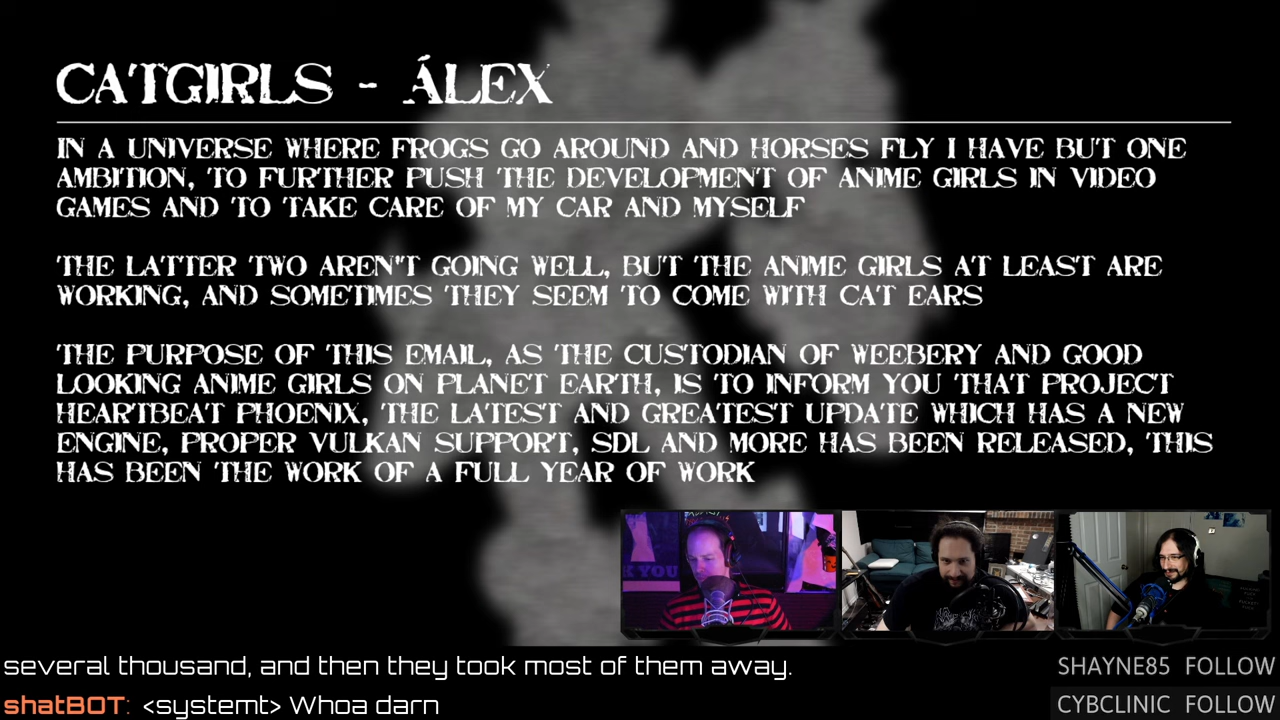 CATGIRLS - ÁLEX
IN A UNIVERSE WHERE FROGS GO AROUND AND HORSES FLY I HAVE BUT ONE
AMBITION, TO FURTHER PUSH THE DEVELOPMENT OF ANIME GIRLS IN VIDEO
GAMES AND TO TAKE CARE OF MY CAR AND MYSELF
THE LATTER TWO AREN'T GOING WELL, BUT THE ANIME GIRLS AT LEAST ARE
WORKING, AND SOMETIMES THEY SEEM TO COME WITH CAT EARS
THE PURPOSE OF THIS EMAIL, AS THE CUSTODIAN OF WEEBERY AND GOOD
LOOKING ANIME GIRLS ON PLANET EARTH, IS TO INFORM YOU THAT PROJECT
HEARTBEAT PHOENIX, THE LATEST AND GREATEST UPDATE WHICH HAS A NEW
ENGINE, PROPER VULKAN SUPPORT, SDL AND MORE HAS BEEN RELEASED, THIS
HAS BEEN THE WORK OF A FULL YEAR OF WORK
K YOU
several thousand, and then they took most of them away.
SHAYNE85 FOLLOW
shatBOT: <systemt> Whoa darn
CYBCLINIC FOLLOW